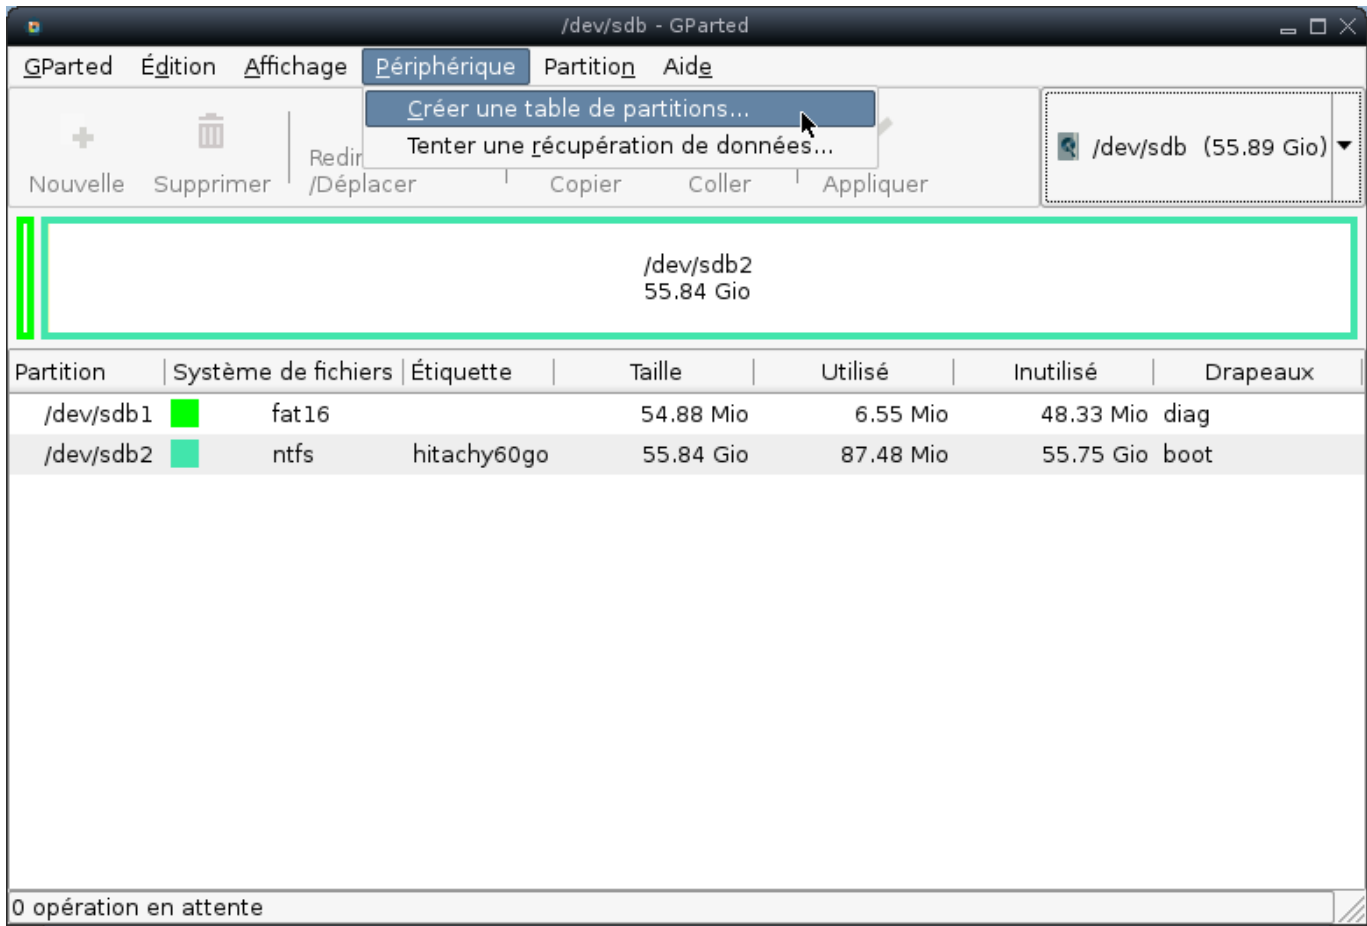 /dev/sdb - GParted
GParted Édition Affichage Périphérique Partition Aide
Créer une table de partitions...
Tenter une récupération de données...
Nouvelle Supprimer /Déplacer Copier Coller Appliquer
/dev/sdb (55.89 Gio)
/dev/sdb2
55.84 Gio
Partition Système de fichiers Étiquette Taille Utilisé Inutilisé Drapeaux
/dev/sdb1 fat16 54.88 Mio 6.55 Mio 48.33 Mio diag
/dev/sdb2 ntfs hitachy60go 55.84 Gio 87.48 Mio 55.75 Gio boot
0 opération en attente